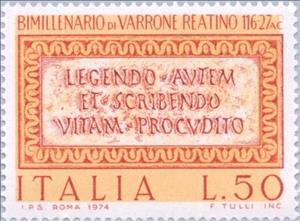 BIMILLENARIO DI VARRONE REATINO 116-27 A.C.
LEGENDO AVTEM
ET SCRIBENDO
VITAM PROCVDITO
ITALIA L.50
I.P.S. ROMA 1974 F. TULLI INC.